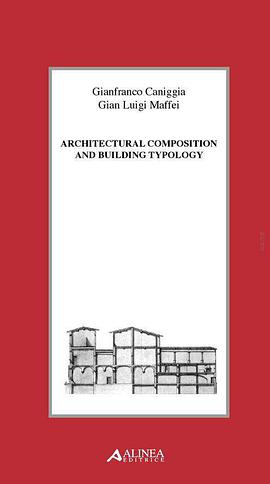 Gianfranco Caniggia
Gian Luigi Maffei
ARCHITECTURAL COMPOSITION
AND BUILDING TYPOLOGY
ALINEA
EDITRICE